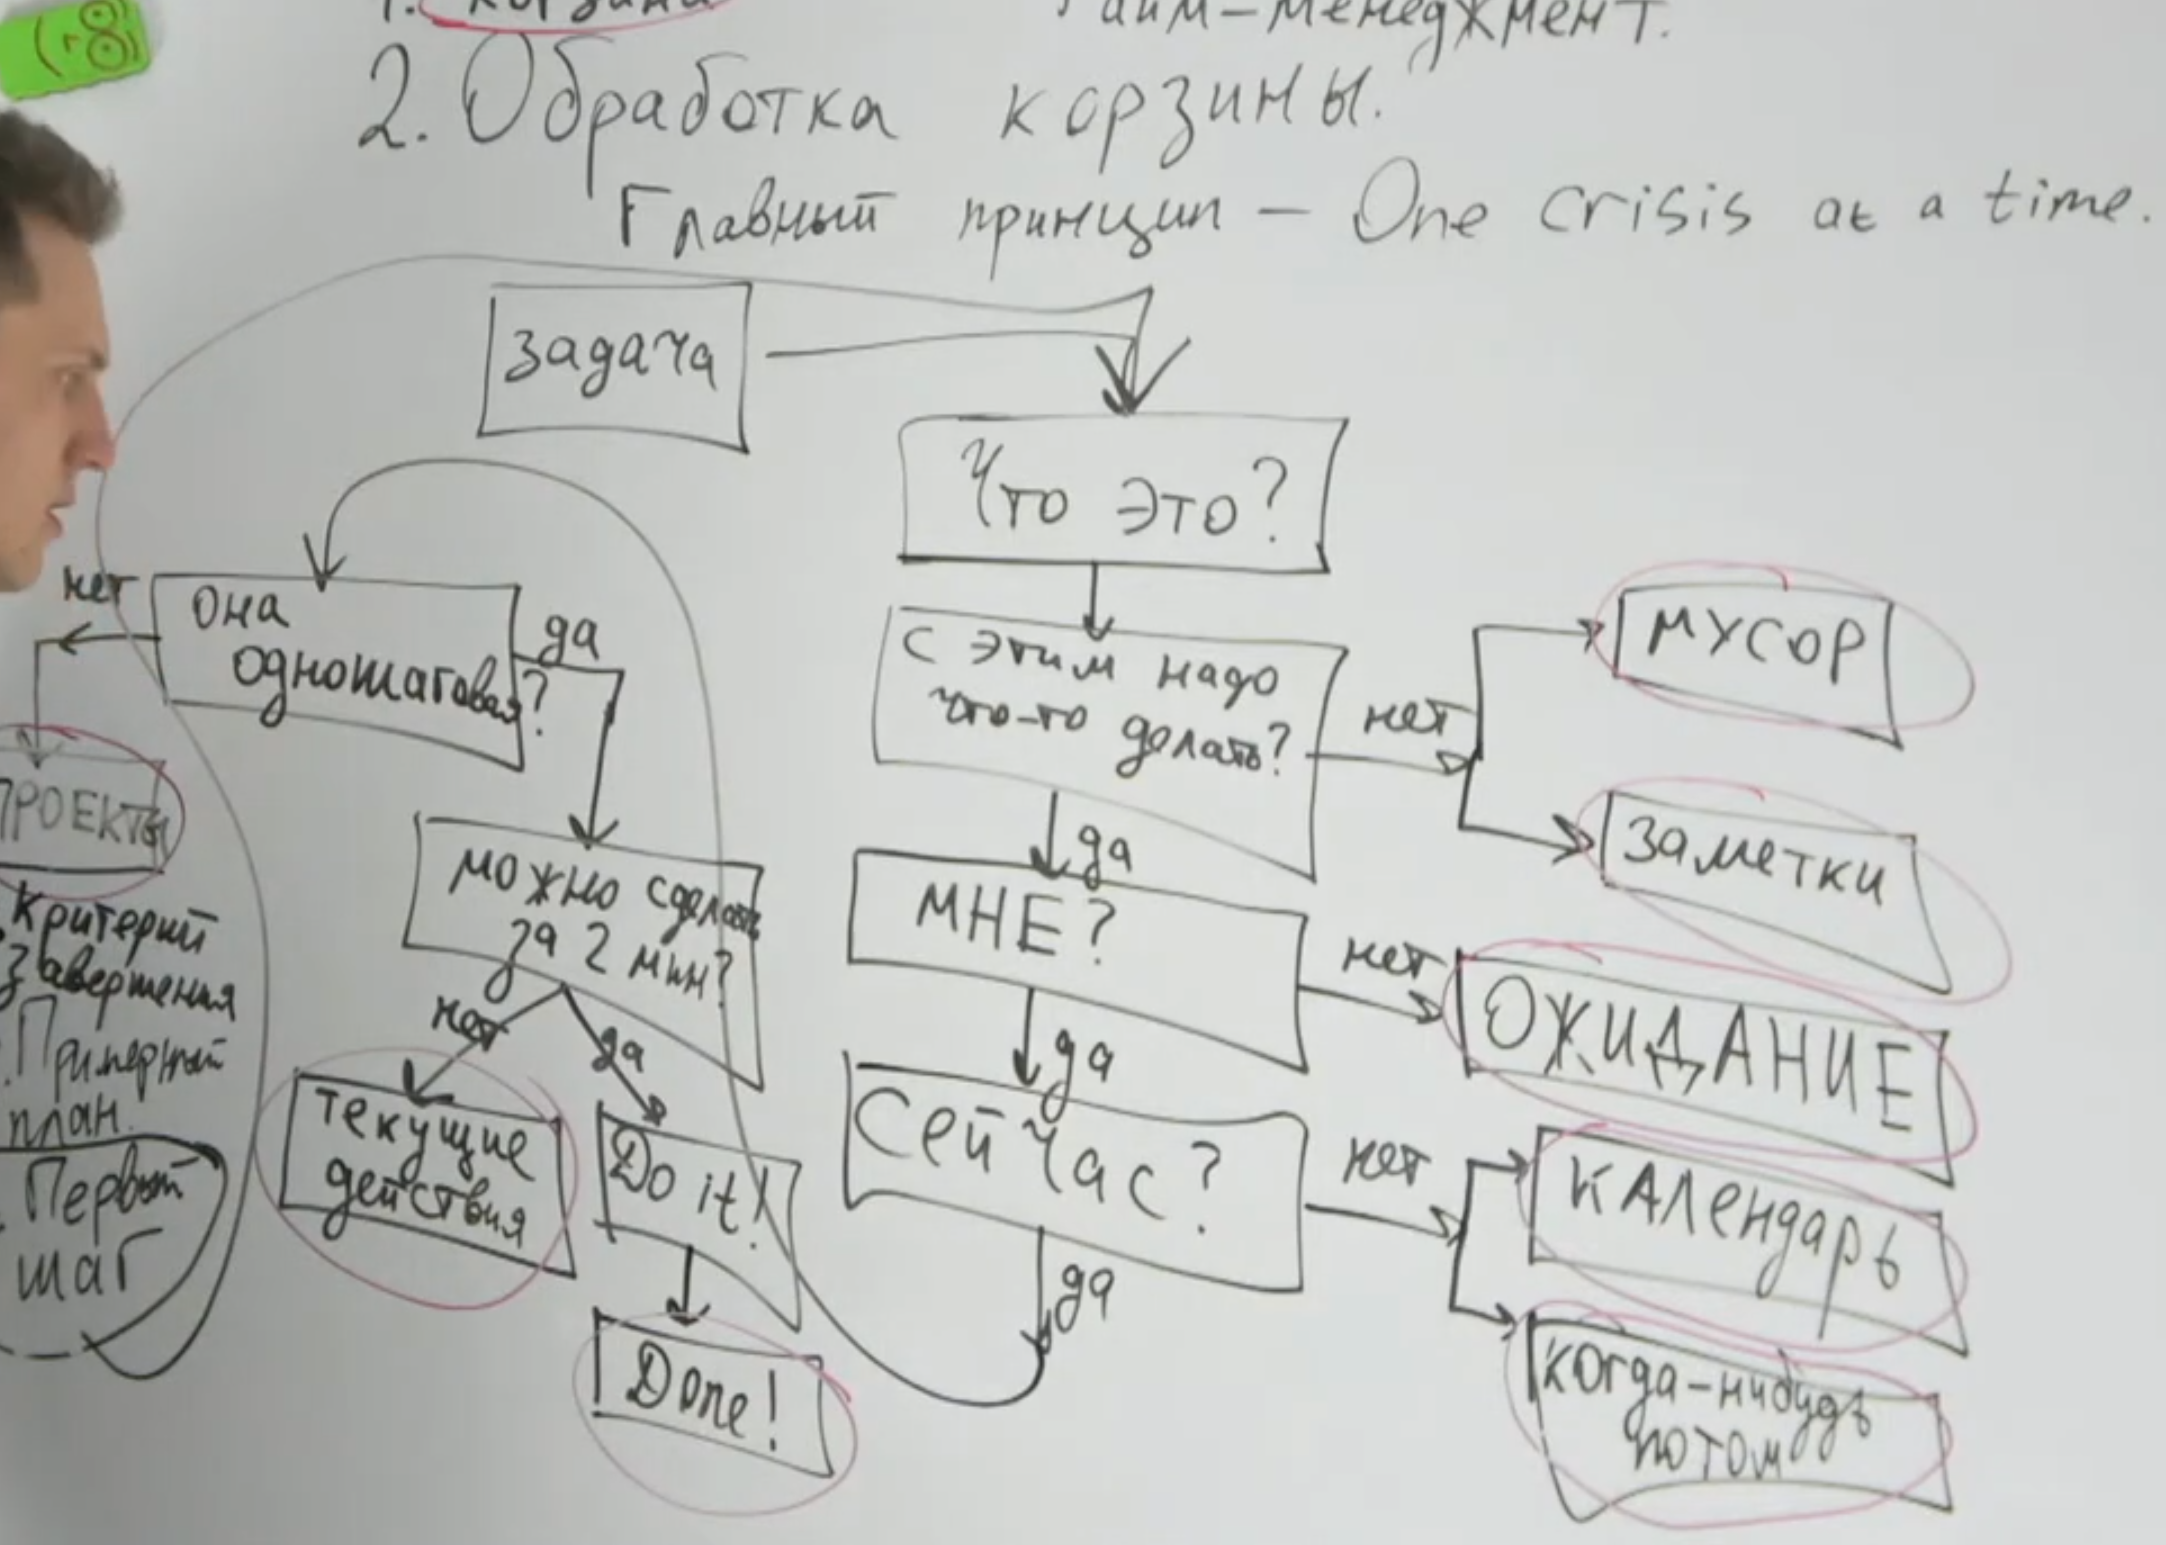 1. корзина
Тайм-менеджмент.
2. Обработка корзины.
Главный принцип — One crisis at a time.
задача
Что это?
с этим надо
что-то делать?
нет
мусор
заметки
да
МНЕ?
нет
ОЖИДАНИЕ
да
Сейчас?
нет
календарь
когда-нибудь
потом
да
она
одношаговая?
нет
да
ПРОЕКТЫ
Критерий
завершения
Примерный
план.
Первый
шаг
можно сделать
за 2 мин?
нет
да
текущие
действия
Do it!
Done!